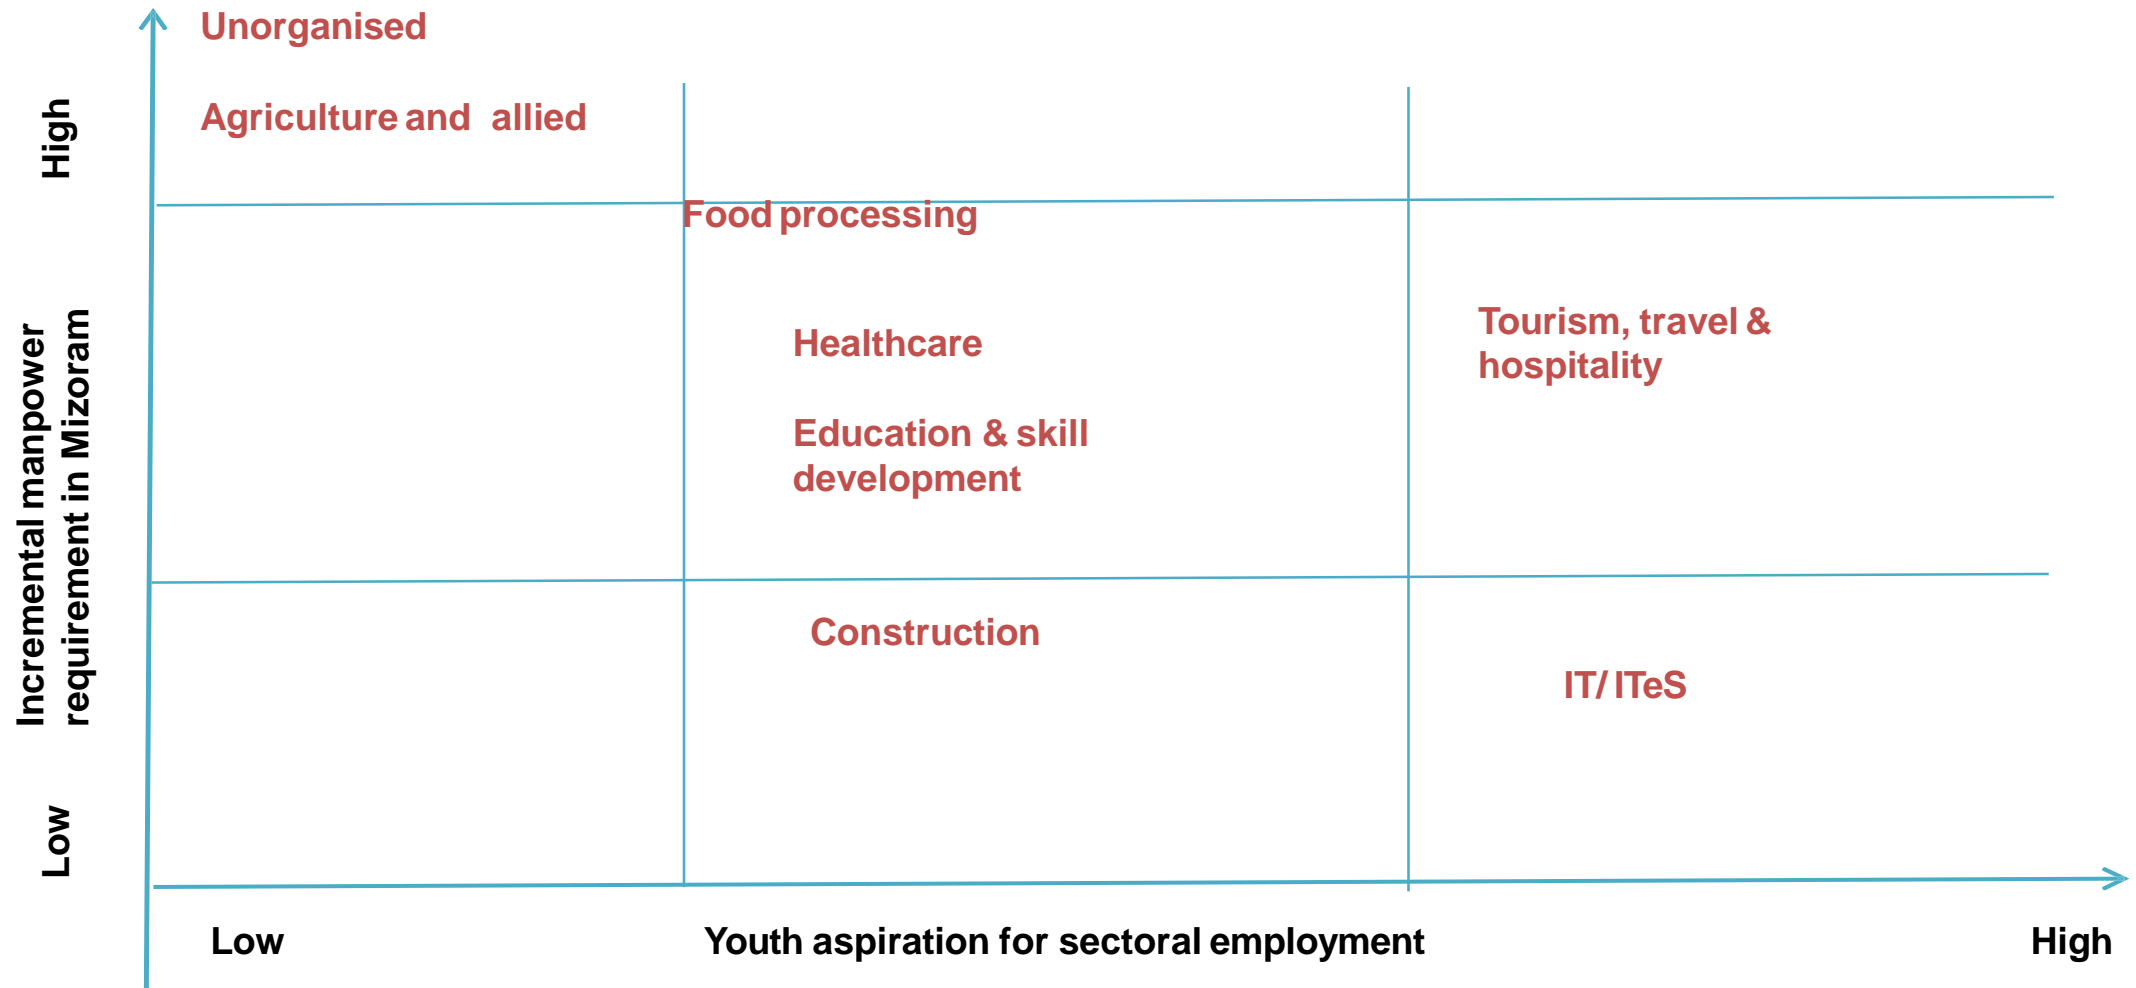 Unorganised
Agriculture and allied
High
Food processing
Healthcare
Tourism, travel &
hospitality
Education & skill
development
Incremental manpower
requirement in Mizoram
Construction
IT/ ITeS
Low
Low
Youth aspiration for sectoral employment
High